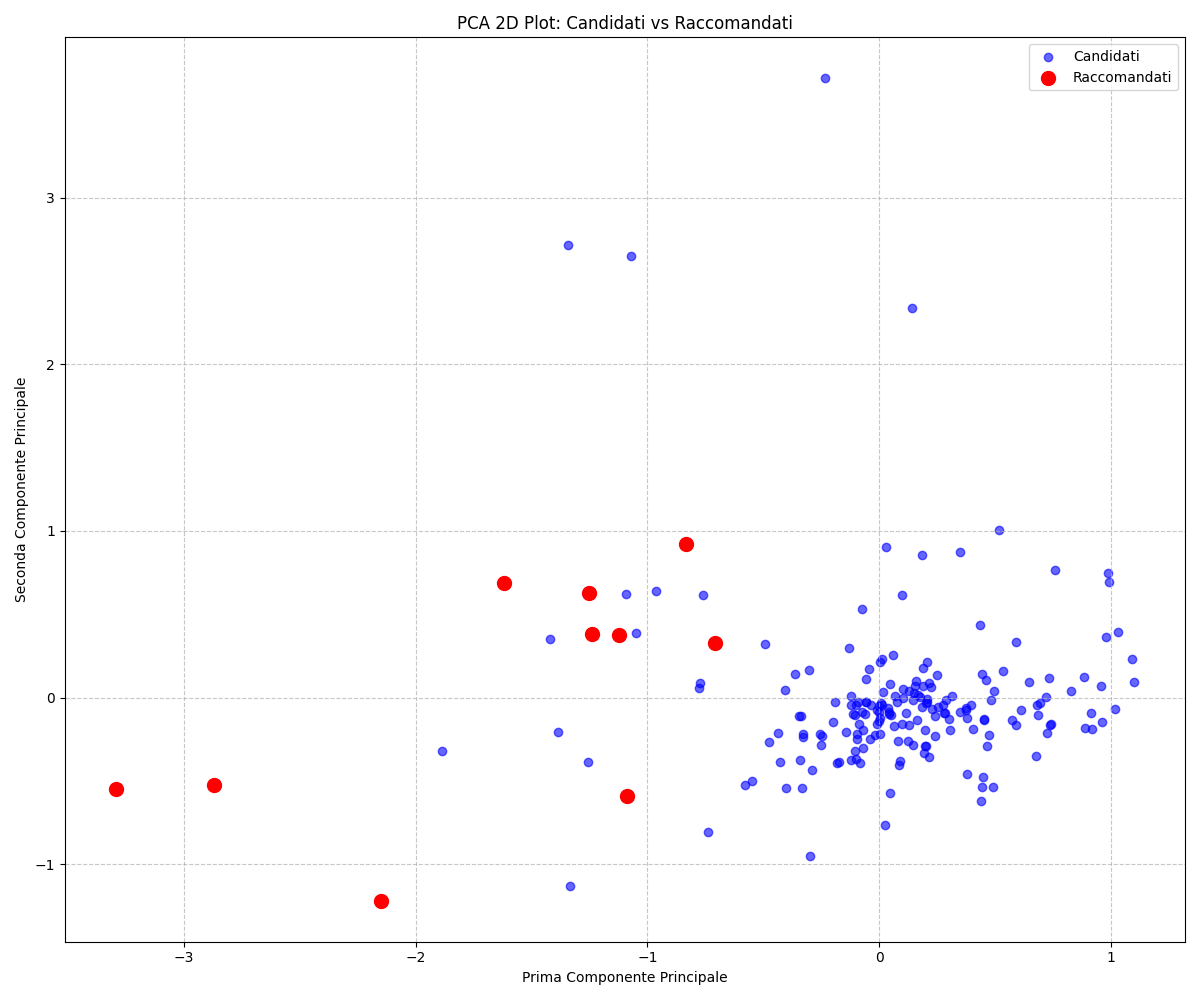 PCA 2D Plot: Candidati vs Raccomandati
Candidati
Raccomandati
Seconda Componente Principale
3
2
1
0
−1
−3
−2
−1
0
1
Prima Componente Principale